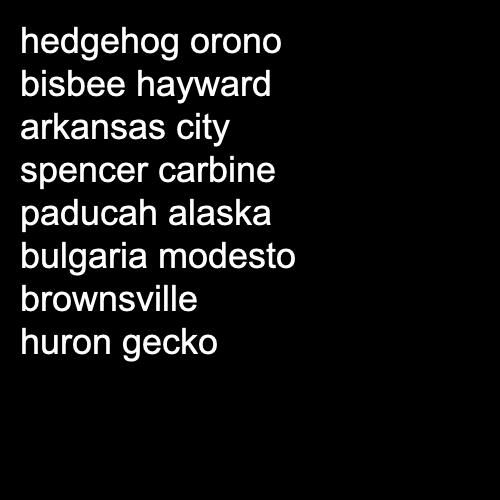 hedgehog orono
bisbee hayward
arkansas city
spencer carbine
paducah alaska
bulgaria modesto
brownsville
huron gecko